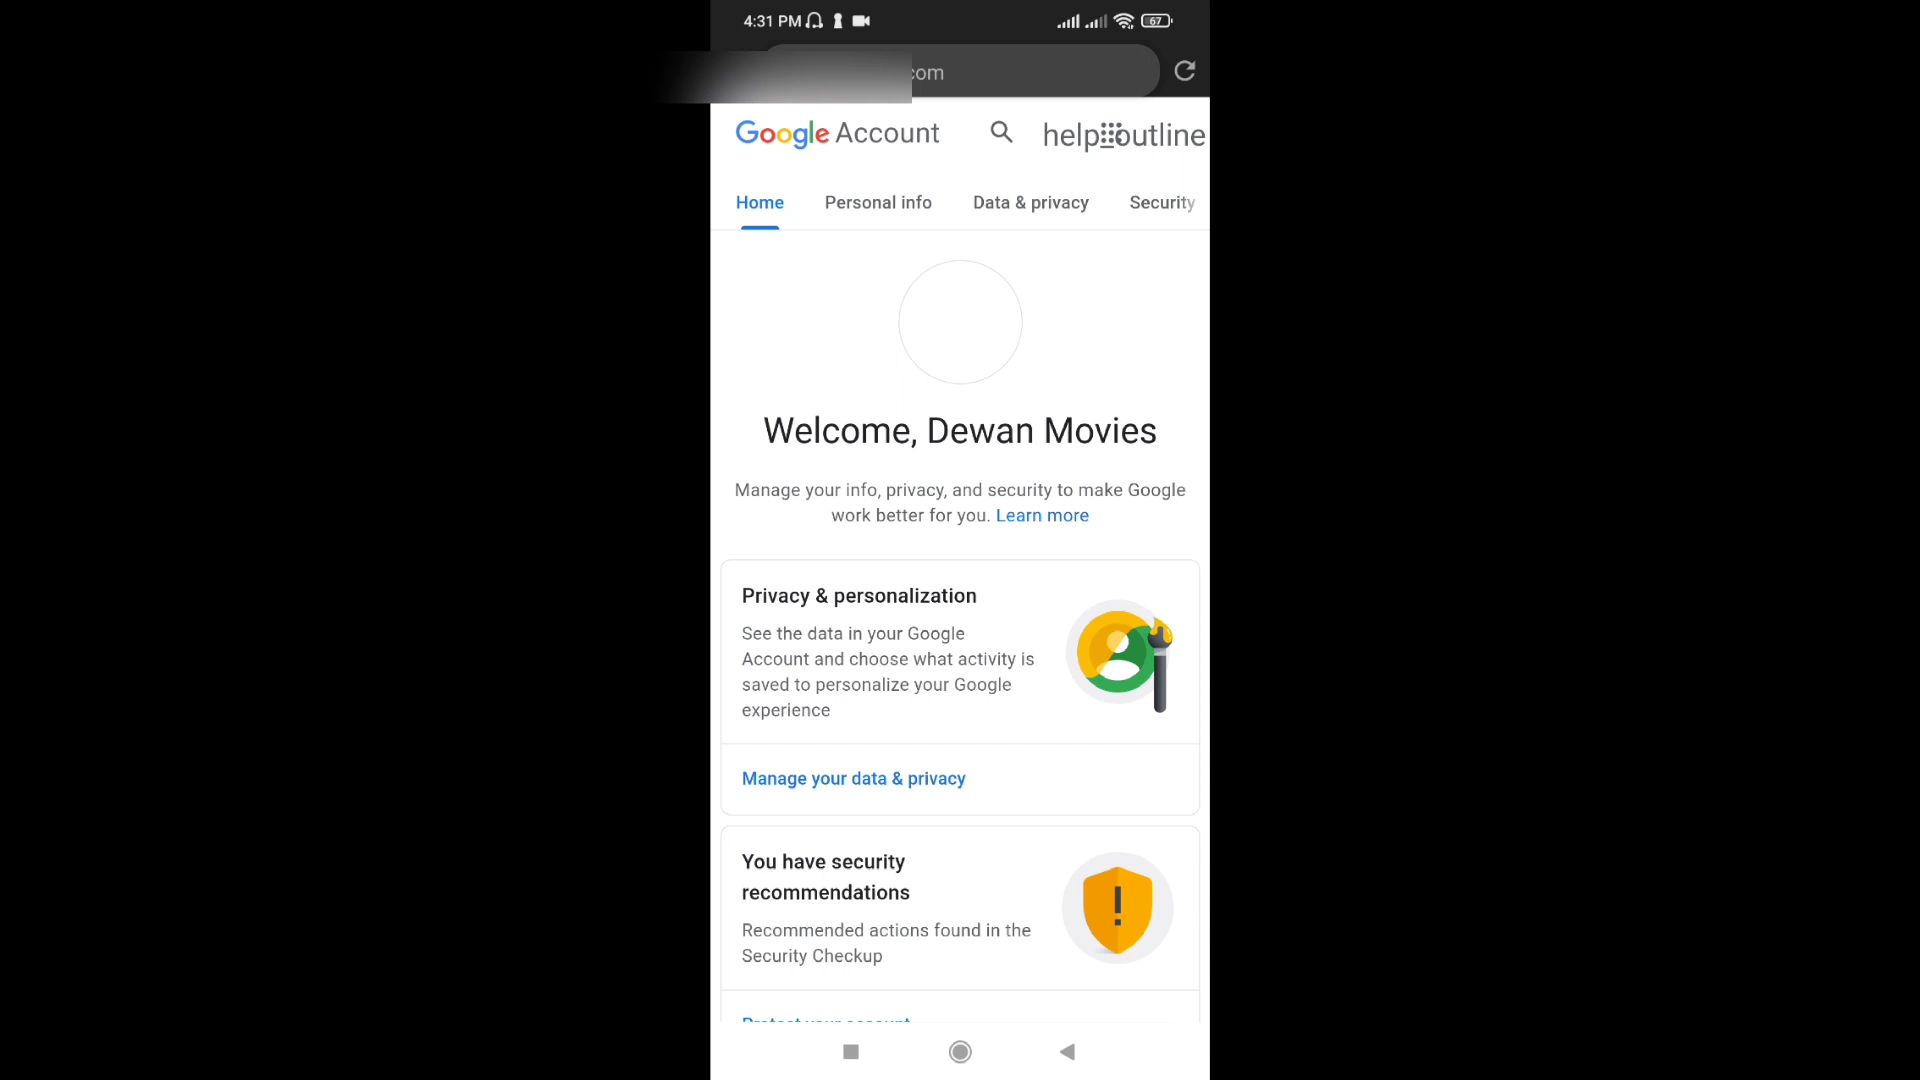 4:31 PM
67
com
Google Account
help outline
Home Personal info Data & privacy Security
Welcome, Dewan Movies
Manage your info, privacy, and security to make Google
work better for you. Learn more
Privacy & personalization
See the data in your Google
Account and choose what activity is
saved to personalize your Google
experience
Manage your data & privacy
You have security
recommendations
Recommended actions found in the
Security Checkup
Protect your account